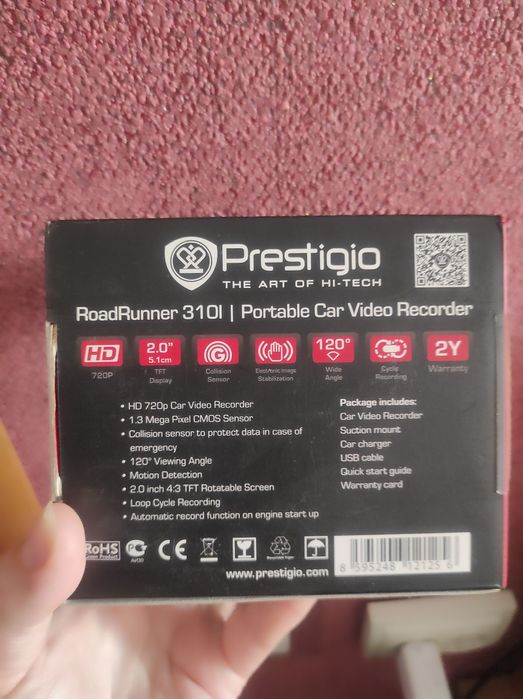 Prestigio
THE ART OF HI-TECH
RoadRunner 310I | Portable Car Video Recorder
HD
720P
2.0"
5.1cm
TFT
Display
G
Collision
Sensor
Electronic Image
Stabilization
120°
Wide
Angle
Cycle
Recording
2Y
Warranty
• HD 720p Car Video Recorder
• 1.3 Mega Pixel CMOS Sensor
• Collision sensor to protect data in case of
emergency
• 120° Viewing Angle
• Motion Detection
• 2.0 inch 4:3 TFT Rotatable Screen
• Loop Cycle Recording
• Automatic record function on engine start up
Package includes:
Car Video Recorder
Suction mount
Car charger
USB cable
Quick start guide
Warranty card
RoHS
Green Product
CE
www.prestigio.com
8 595248 121256